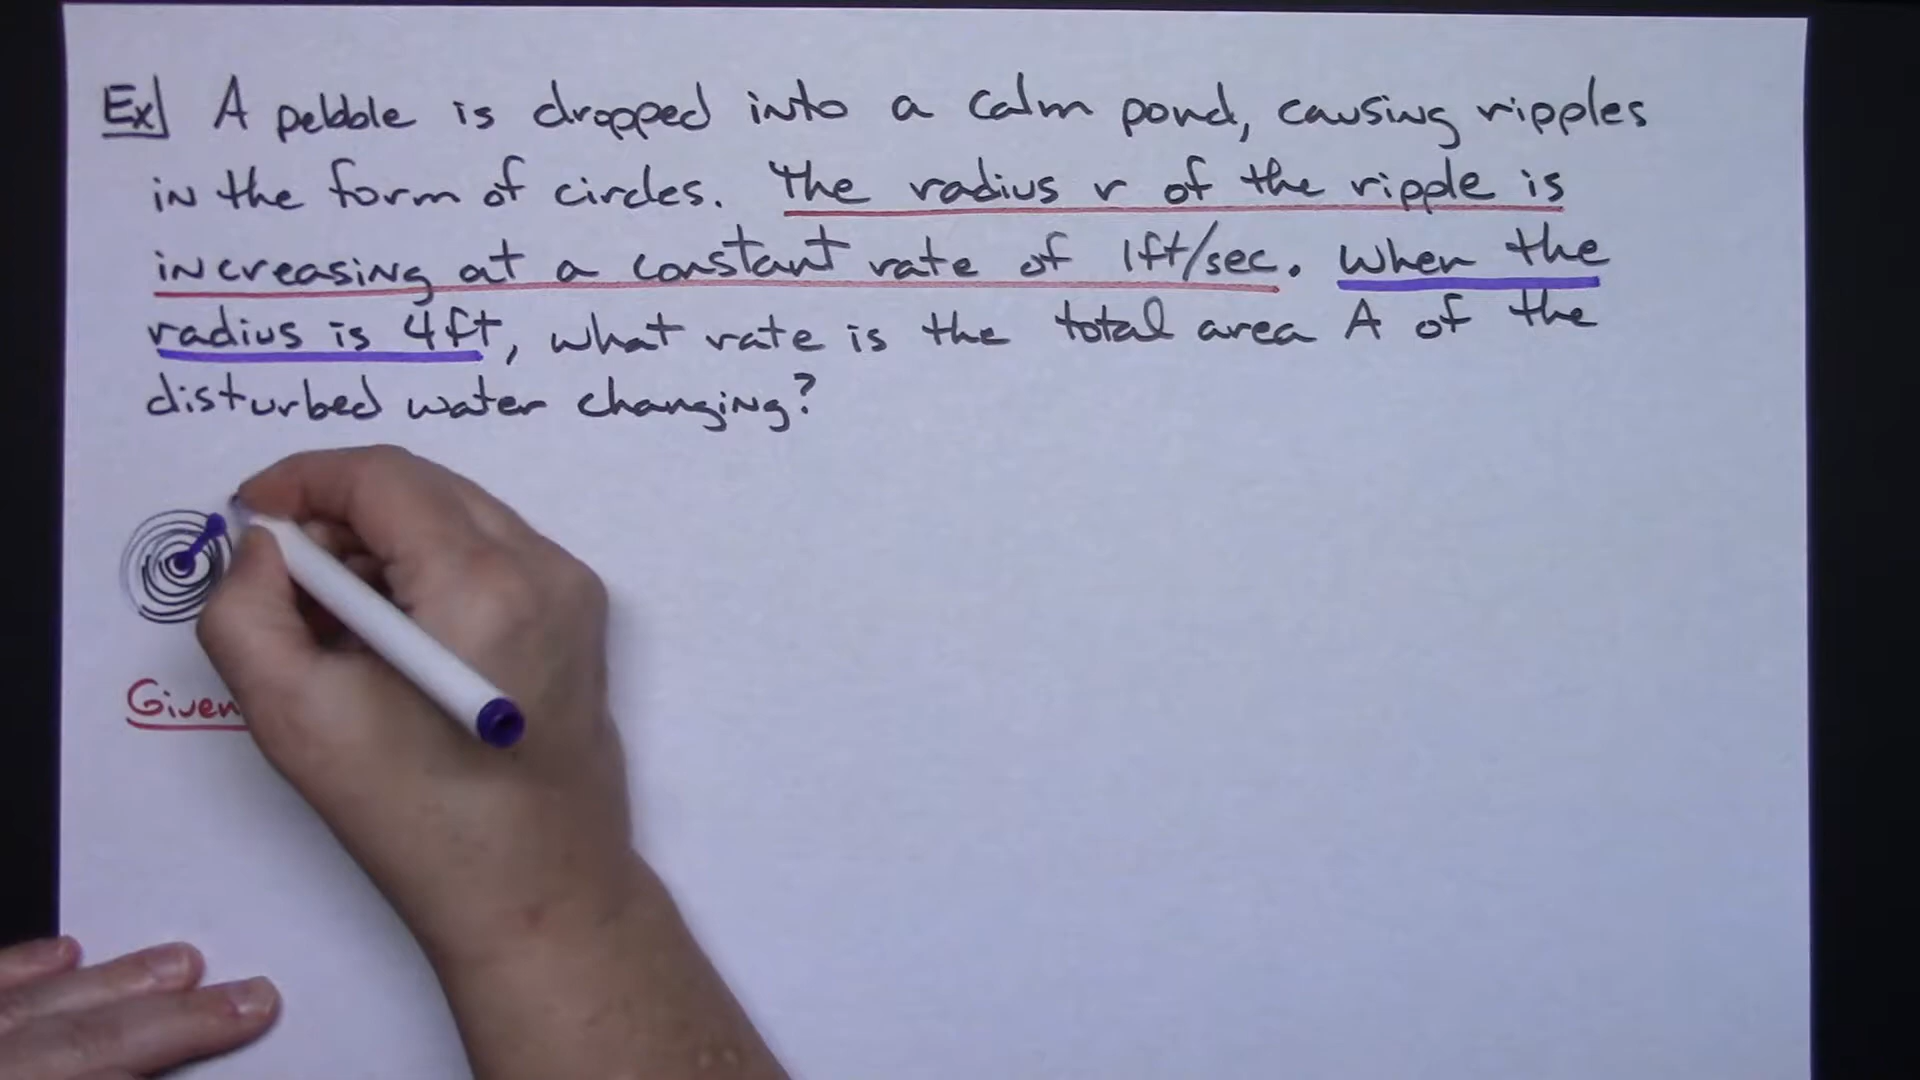 Ex] A pebble is dropped into a calm pond, causing ripples
in the form of circles. The radius r of the ripple is
increasing at a constant rate of 1ft/sec. When the
radius is 4ft, what rate is the total area A of the
disturbed water changing?
Given